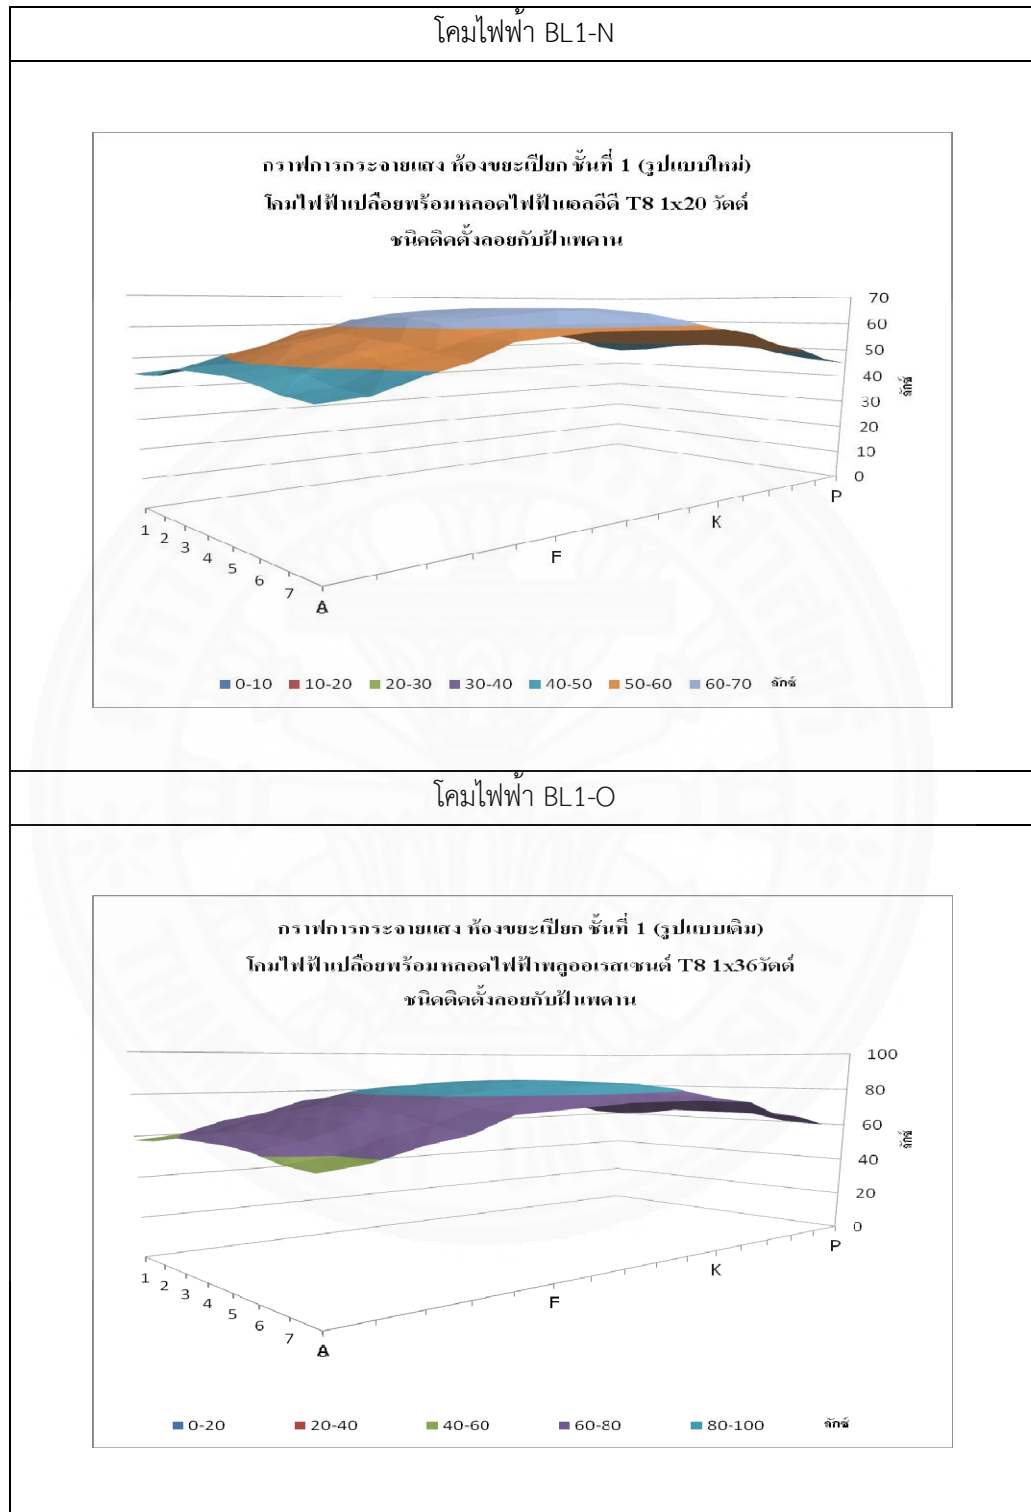 โคมไฟฟ้า BL1-N
กราฟการกระจายแสง ห้องขยะเปียก ชั้นที่ 1 (รูปแบบใหม่)
โคมไฟฟ้าเปลือยพร้อมหลอดไฟฟ้าแอลอีดี T8 1x20 วัตต์
ชนิดติดตั้งลอยกับฝ้าเพดาน
70
60
50
40
30
20
10
0
ลักซ์
1
2
3
4
5
6
7
A
F
K
P
0-10 10-20 20-30 30-40 40-50 50-60 60-70 ลักซ์
โคมไฟฟ้า BL1-O
กราฟการกระจายแสง ห้องขยะเปียก ชั้นที่ 1 (รูปแบบเดิม)
โคมไฟฟ้าเปลือยพร้อมหลอดไฟฟ้าฟลูออเรสเซนต์ T8 1x36วัตต์
ชนิดติดตั้งลอยกับฝ้าเพดาน
100
80
60
40
20
0
ลักซ์
1
2
3
4
5
6
7
A
F
K
P
0-20 20-40 40-60 60-80 80-100 ลักซ์